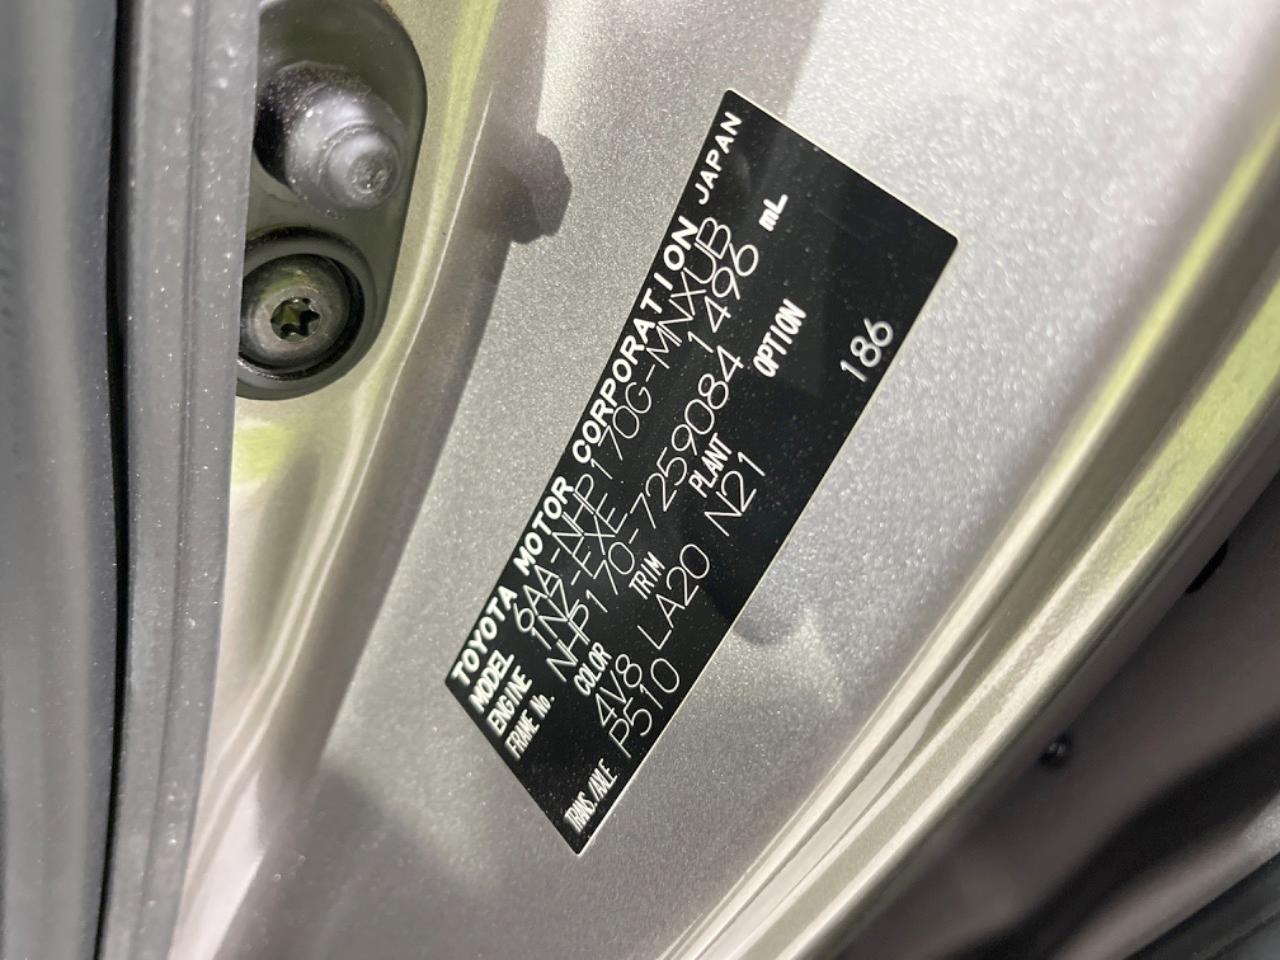 TOYOTA MOTOR CORPORATION JAPAN
MODEL 6AA-NHP170G-MNXUB
ENGINE 1NZ-FXE 1496 mL
FRAME No. NHP170-7259084
COLOR TRIM PLANT OPTION
4V8 LA20 N21
TRANS./AXLE P510 186